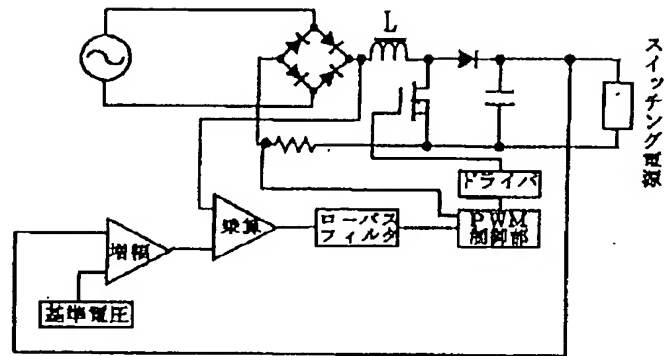 L
スイッチング電源
ドライバ
PWM
制御部
ローパス
フィルタ
乗算
増幅
基準電圧